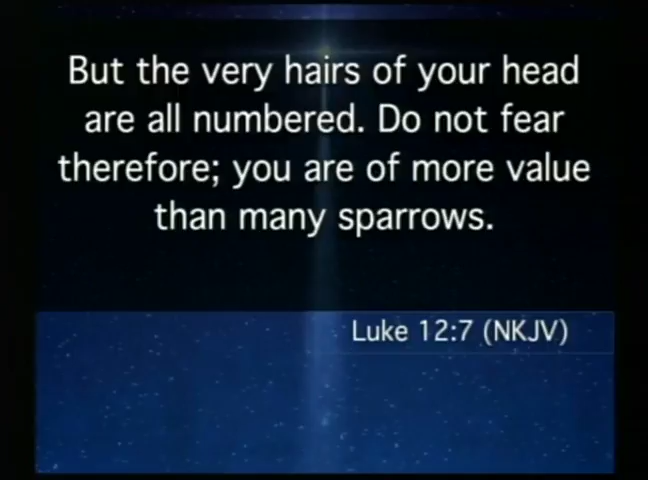 But the very hairs of your head
are all numbered. Do not fear
therefore; you are of more value
than many sparrows.
Luke 12:7 (NKJV)